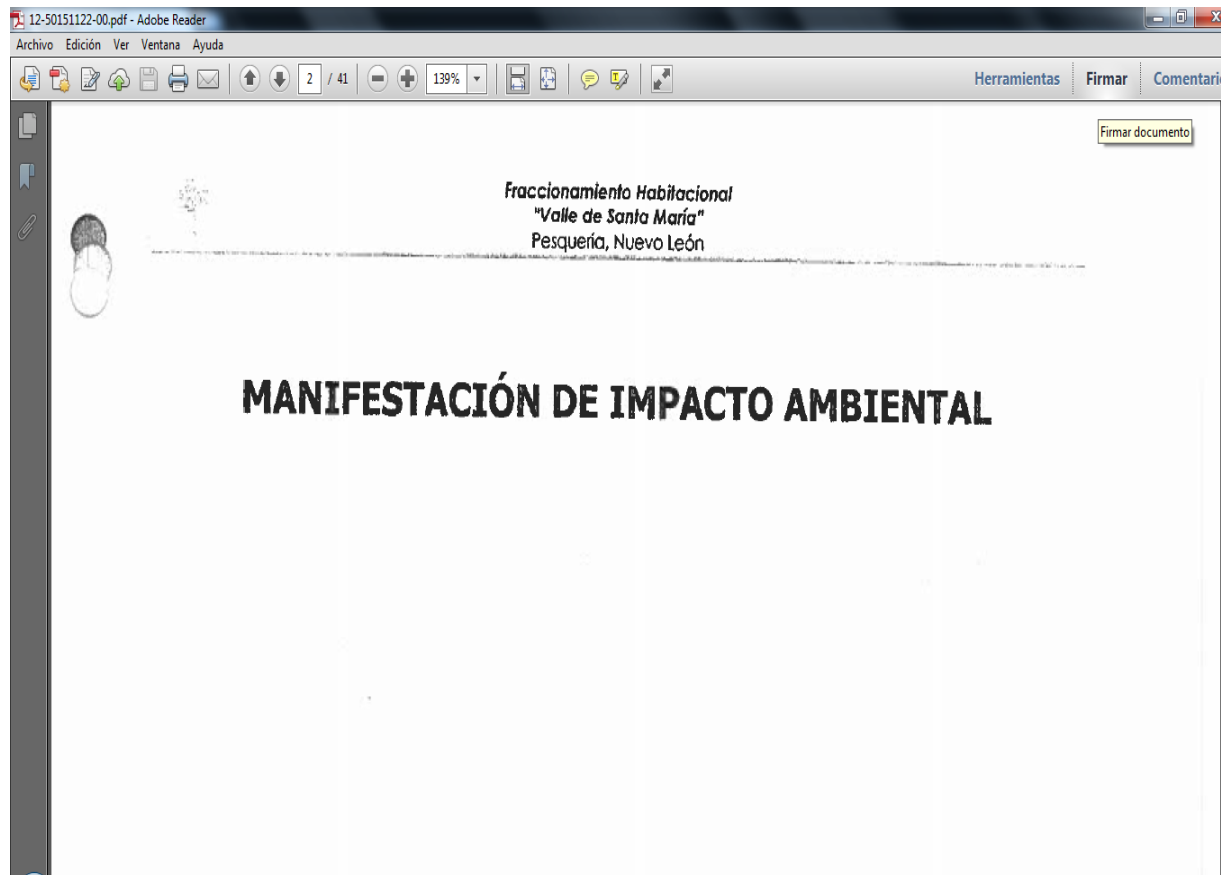 12-50151122-00.pdf - Adobe Reader
Archivo Edición Ver Ventana Ayuda
2 / 41 139% Herramientas Firmar Comentari
Firmar documento
Fraccionamiento Habitacional
"Valle de Santa María"
Pesquería, Nuevo León
MANIFESTACIÓN DE IMPACTO AMBIENTAL